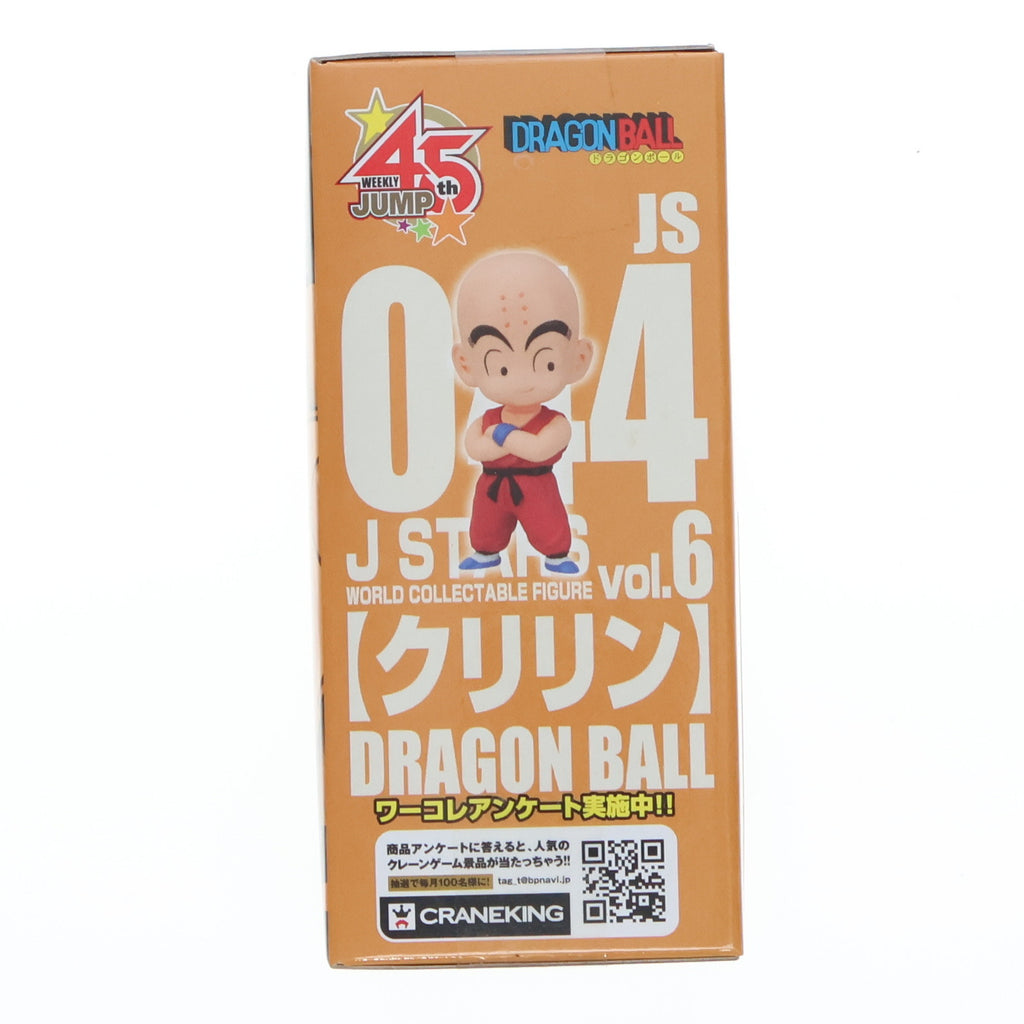 45th
WEEKLY
JUMP
DRAGON BALL
ドラゴンボール
JS
044
J STARS
WORLD COLLECTABLE FIGURE vol.6
【クリリン】
DRAGON BALL
ワーコレアンケート実施中!!
商品アンケートに答えると、人気の
クレーンゲーム景品が当たっちゃう!!
抽選で毎月100名様に! tag_t@bpnavi.jp
CRANEKING